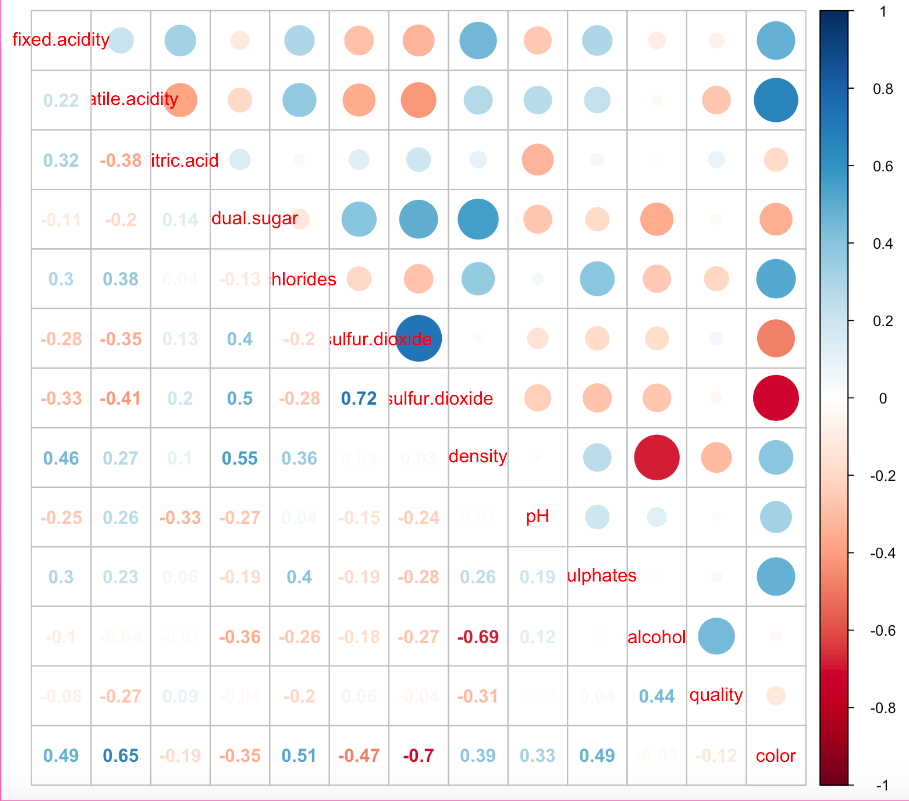 fixed.acidity
1
0.22 atile.acidity
0.8
0.32 -0.38 itric.acid
0.6
-0.11 -0.2 0.14 dual.sugar
0.4
0.3 0.38 0.04 -0.13 hlorides
0.2
-0.28 -0.35 0.13 0.4 -0.2 sulfur.dioxide
-0.33 -0.41 0.2 0.5 -0.28 0.72 sulfur.dioxide
0
0.46 0.27 0.1 0.55 0.36 0.03 0.03 density
-0.2
-0.25 0.26 -0.33 -0.27 0.04 -0.15 -0.24 0.01 pH
-0.4
0.3 0.23 0.06 -0.19 0.4 -0.19 -0.28 0.26 0.19 ulphates
-0.1 -0.04 -0.01 -0.36 -0.26 -0.18 -0.27 -0.69 0.12 alcohol
-0.6
-0.08 -0.27 0.09 -0.04 -0.2 0.06 -0.04 -0.31 0.02 0.04 0.44 quality
-0.8
0.49 0.65 -0.19 -0.35 0.51 -0.47 -0.7 0.39 0.33 0.49 -0.03 -0.12 color
-1